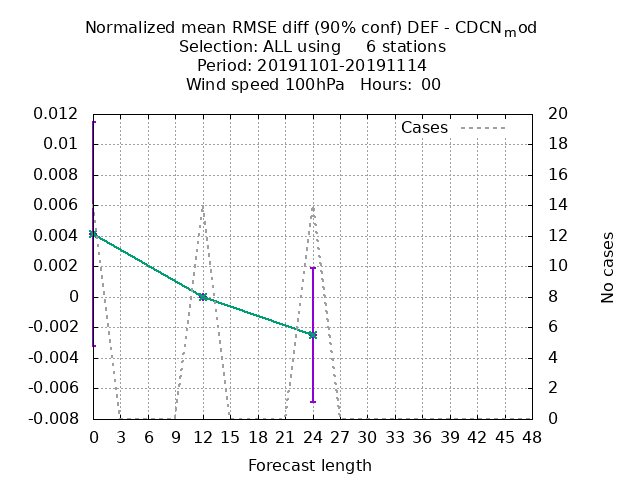 Normalized mean RMSE diff (90% conf) DEF - CDCNmod
Selection: ALL using     6 stations
Period: 20191101-20191114
Wind speed 100hPa   Hours:  00
Cases
0.012
0.01
0.008
0.006
0.004
0.002
0
-0.002
-0.004
-0.006
-0.008
20
18
16
14
12
10
8
6
4
2
0
No cases
0 3 6 9 12 15 18 21 24 27 30 33 36 39 42 45 48
Forecast length